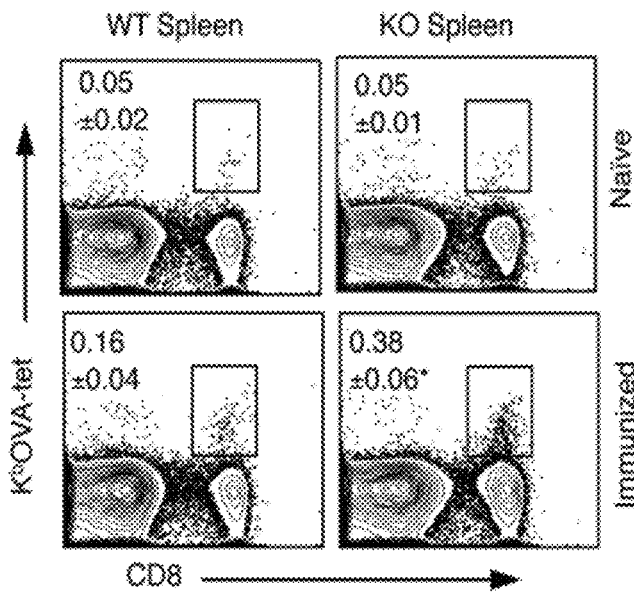 WT Spleen
KO Spleen
0.05
±0.02
0.05
±0.01
Naïve
0.16
±0.04
0.38
±0.06*
Immunized
KᵇOVA-tet
CD8